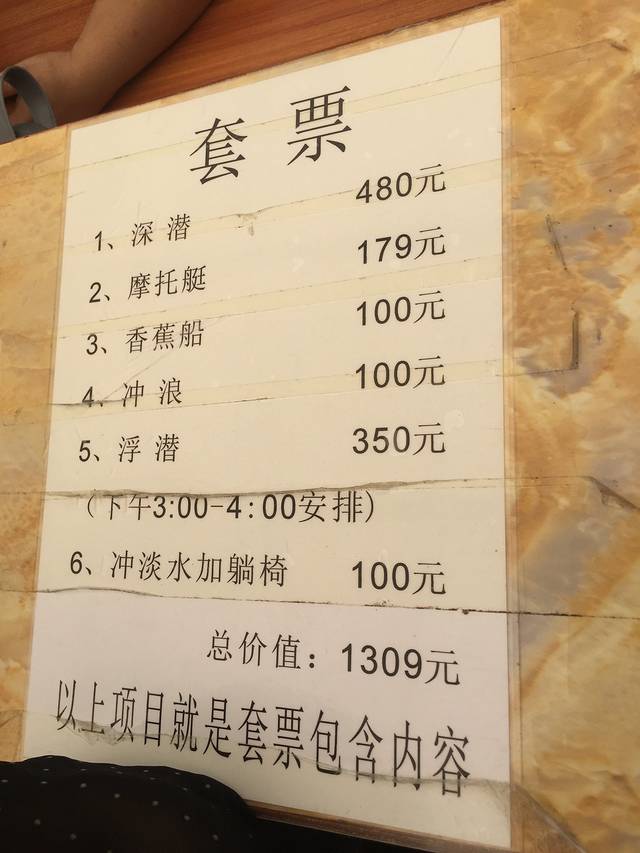 套票
1、深潜 480元
2、摩托艇 179元
3、香蕉船 100元
4、冲浪 100元
5、浮潜 350元
（下午3:00-4:00安排)
6、冲淡水加躺椅 100元
总价值：1309元
以上项目就是套票包含内容